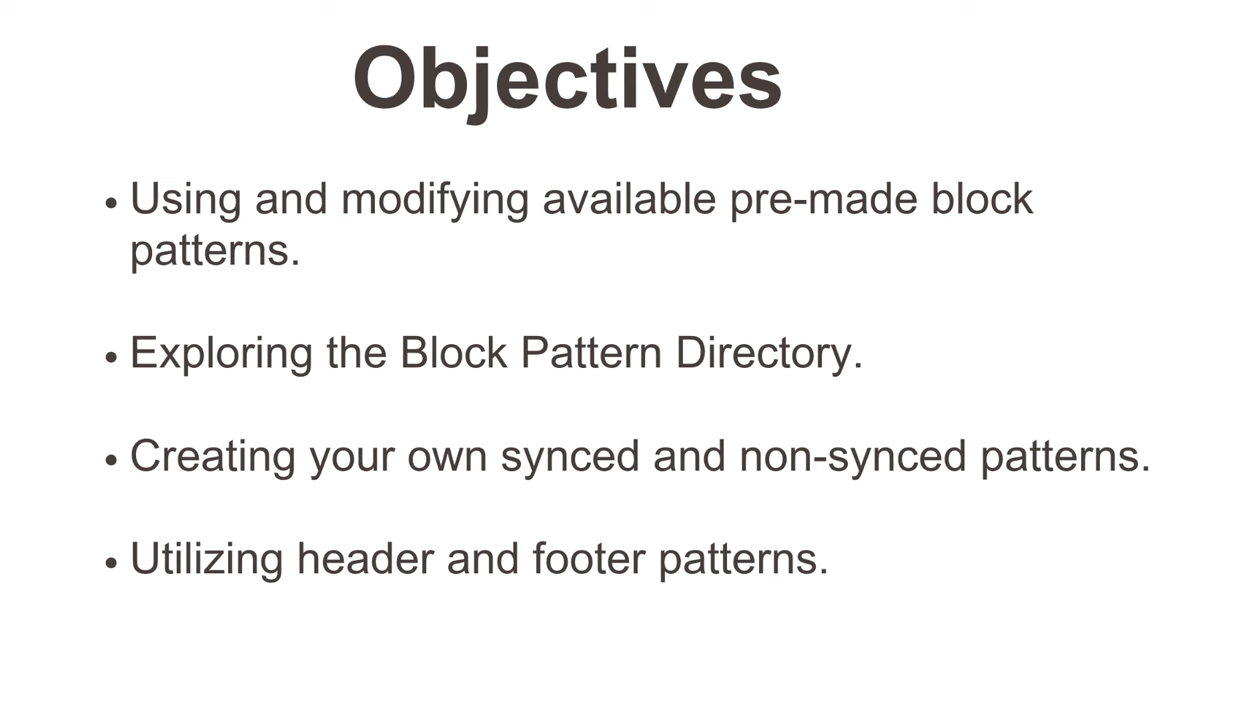 Objectives
• Using and modifying available pre-made block
patterns.
• Exploring the Block Pattern Directory.
• Creating your own synced and non-synced patterns.
• Utilizing header and footer patterns.